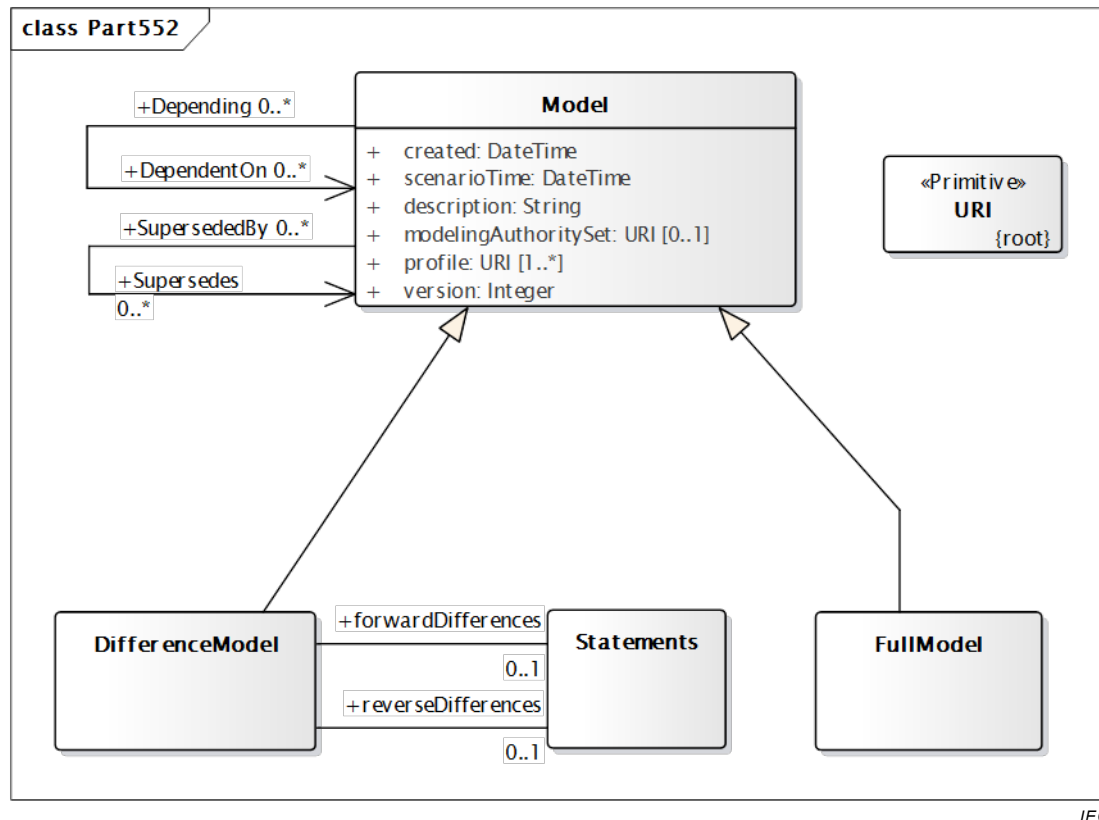 class Part552
Model
+Depending 0..*
+ created: DateTime
+DependentOn 0..*
+ scenarioTime: DateTime
+ description: String
+SupersededBy 0..*
+ modelingAuthoritySet: URI [0..1]
+ profile: URI [1..*]
+Supersedes
0..*
+ version: Integer
«Primitive»
URI
{root}
DifferenceModel
+forwardDifferences
0..1
+reverseDifferences
0..1
Statements
FullModel